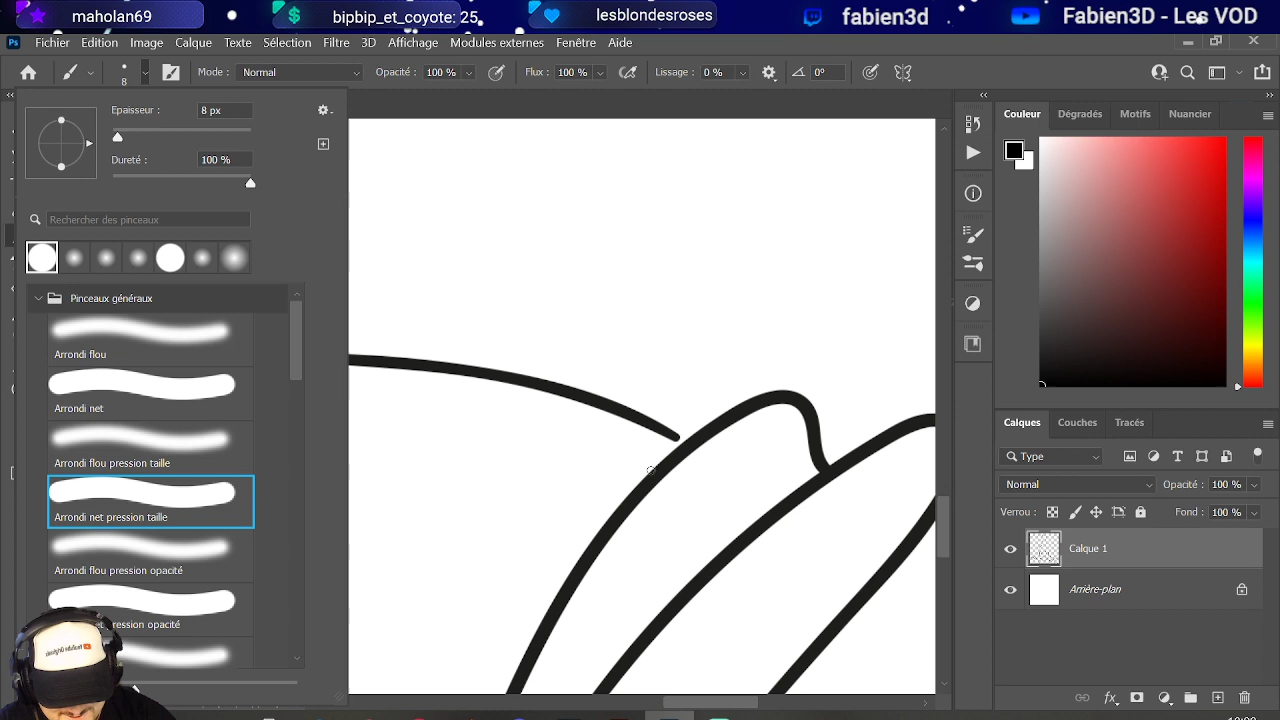 maholan69
bipbip_et_coyote: 25
lesblondesroses
fabien3d
Fabien3D - Les VOD
Ps
Fichier Edition Image Calque Texte Sélection Filtre 3D Affichage Modules externes Fenêtre Aide
8
Mode : Normal
Opacité : 100 %
Flux : 100 %
Lissage : 0 %
0°
Epaisseur : 8 px
Dureté : 100 %
Rechercher des pinceaux
Pinceaux généraux
Arrondi flou
Arrondi net
Arrondi flou pression taille
Arrondi net pression taille
Arrondi flou pression opacité
pression opacité
Couleur Dégradés Motifs Nuancier
Calques Couches Tracés
Type
Normal
Opacité : 100 %
Verrou :
Fond : 100 %
Calque 1
Arrière-plan
fx